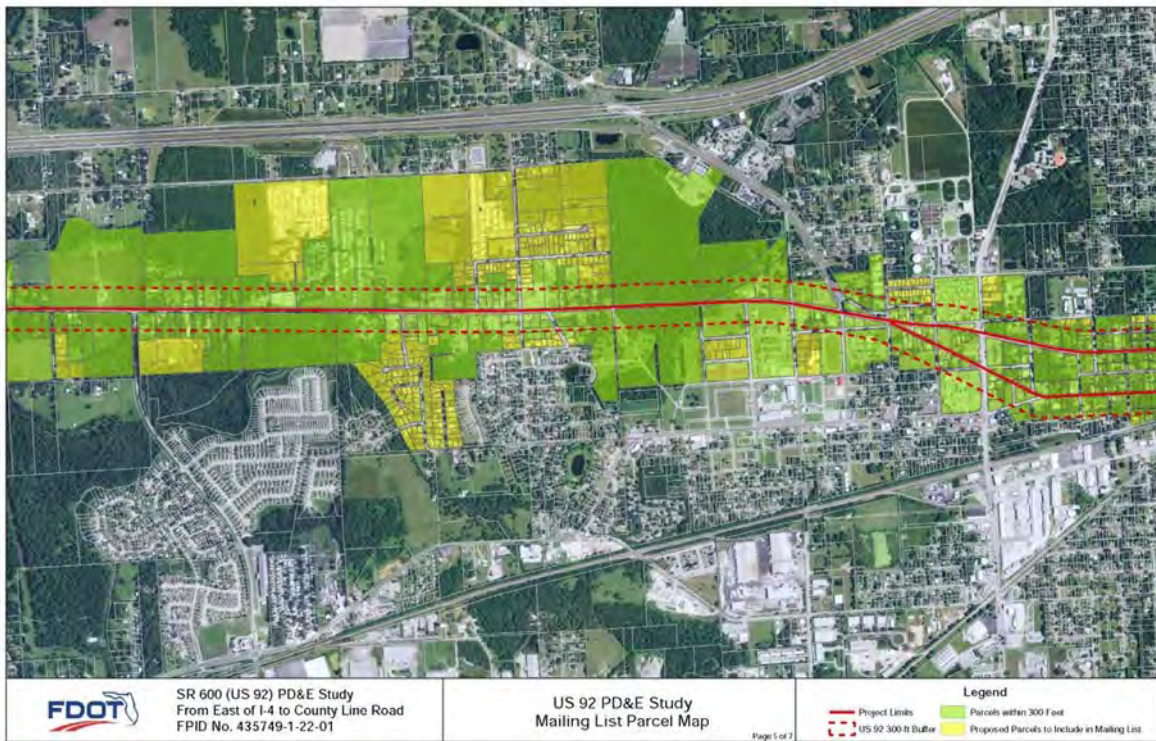 FDOT
SR 600 (US 92) PD&E Study
From East of I-4 to County Line Road
FPID No. 435749-1-22-01
US 92 PD&E Study
Mailing List Parcel Map
Page 5 of 7
Legend
Project Limits
Parcels within 300 Feet
US 92 300-ft Buffer
Proposed Parcels to Include in Mailing List